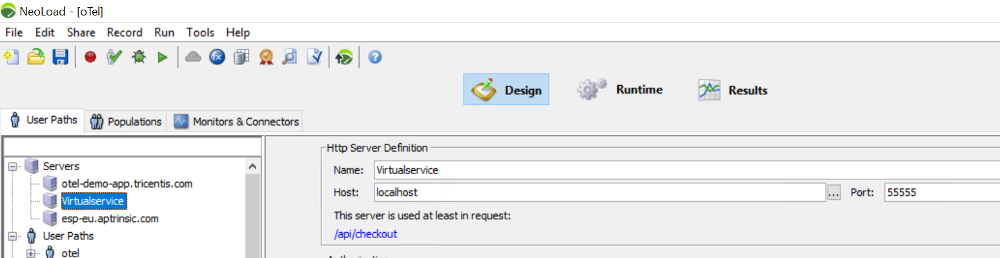 NeoLoad - [oTel]
File Edit Share Record Run Tools Help
Design Runtime Results
User Paths Populations Monitors & Connectors
Servers
otel-demo-app.tricentis.com
Virtualservice
esp-eu.aptrinsic.com
User Paths
otel
Http Server Definition
Name: Virtualservice
Host: localhost ... Port: 55555
This server is used at least in request:
/api/checkout